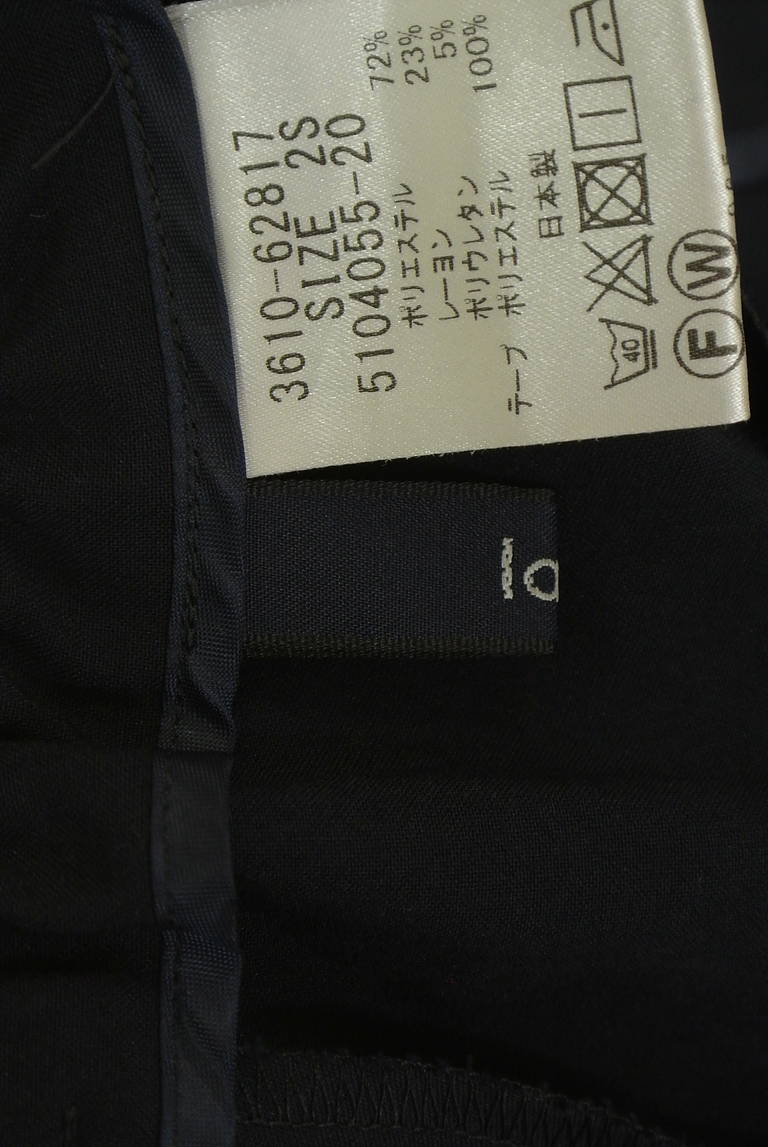 3610-62817
SIZE 2S
5104055-20
ポリエステル 72%
レーヨン 23%
ポリウレタン 5%
テープ ポリエステル 100%
日本製
40
F W